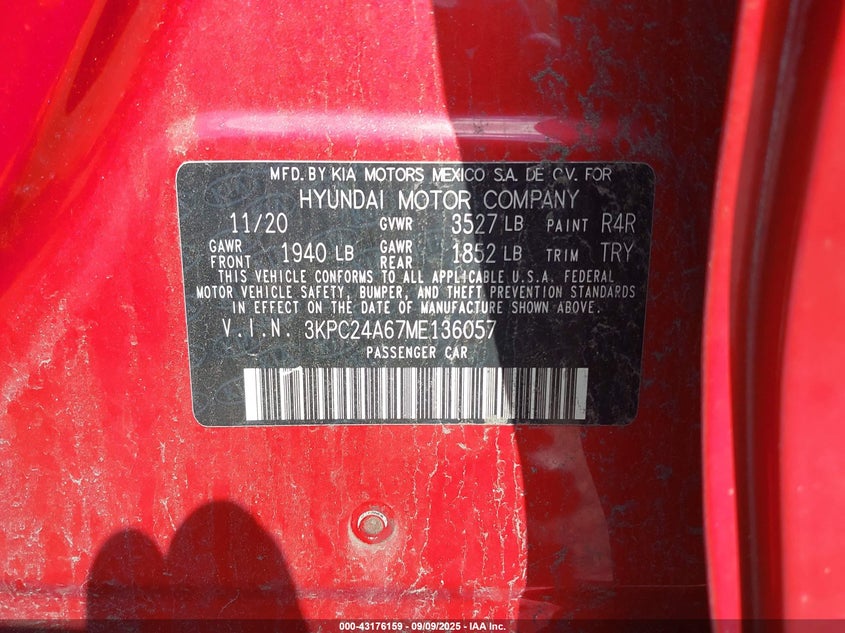 MFD. BY KIA MOTORS MEXICO S.A. DE C.V. FOR
HYUNDAI MOTOR COMPANY
11/20 GVWR 3527 LB PAINT R4R
GAWR FRONT 1940 LB GAWR REAR 1852 LB TRIM TRY
THIS VEHICLE CONFORMS TO ALL APPLICABLE U.S.A. FEDERAL
MOTOR VEHICLE SAFETY, BUMPER, AND THEFT PREVENTION STANDARDS
IN EFFECT ON THE DATE OF MANUFACTURE SHOWN ABOVE.
V.I.N. 3KPC24A67ME136057
PASSENGER CAR
000-43176159 - 09/09/2025 - IAA Inc.